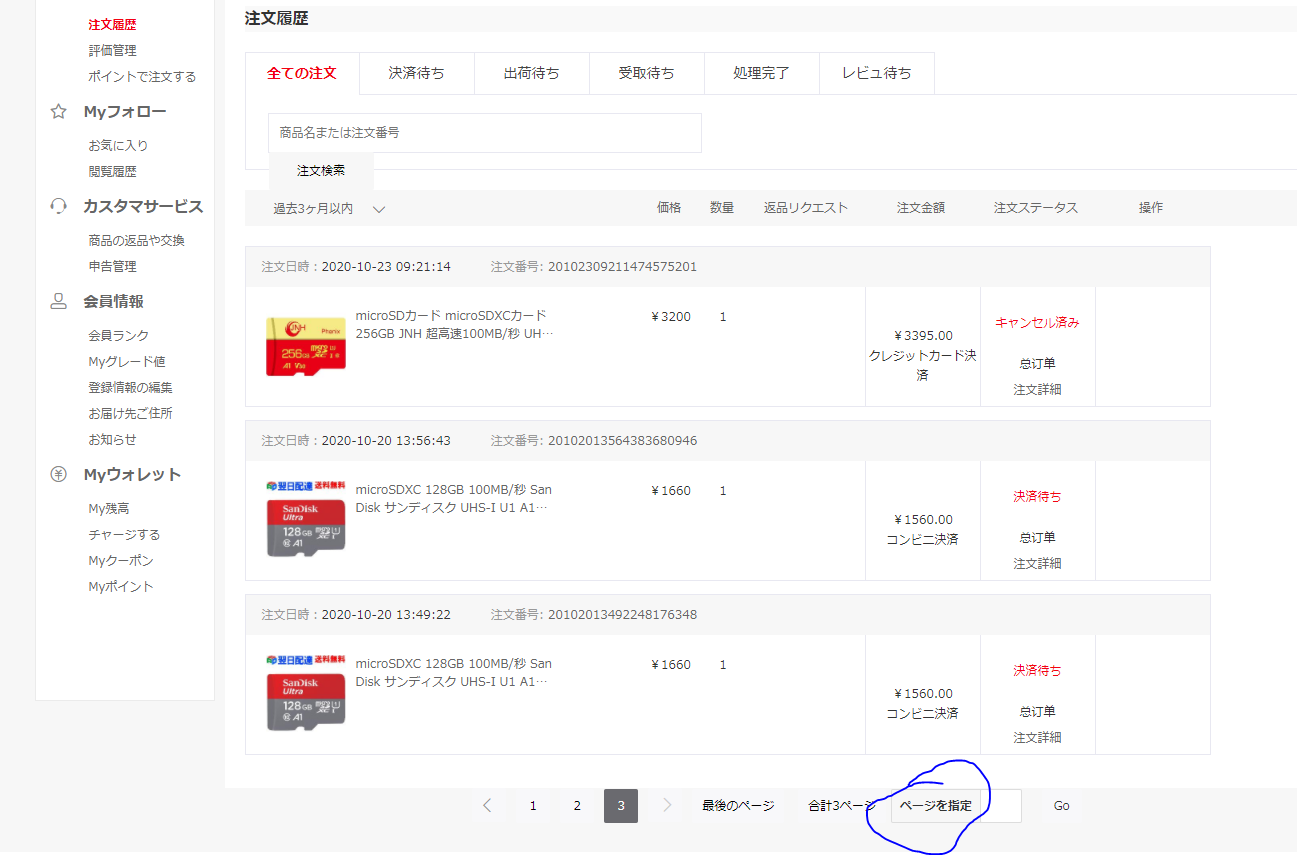 注文履歴
評価管理
ポイントで注文する
Myフォロー
お気に入り
閲覧履歴
カスタマサービス
商品の返品や交換
申告管理
会員情報
会員ランク
Myグレード値
登録情報の編集
お届け先ご住所
お知らせ
Myウォレット
My残高
チャージする
Myクーポン
Myポイント
注文履歴
全ての注文 決済待ち 出荷待ち 受取待ち 処理完了 レビュ待ち
商品名または注文番号
注文検索
過去3ヶ月以内 価格 数量 返品リクエスト 注文金額 注文ステータス 操作
注文日時：2020-10-23 09:21:14 注文番号: 20102309211474575201
JNH Phenix
256GB microSD XC I U3
A1 V30
microSDカード microSDXCカード
256GB JNH 超高速100MB/秒 UH…
￥3200 1
￥3395.00
クレジットカード決
済
キャンセル済み
总订单
注文詳細
注文日時：2020-10-20 13:56:43 注文番号: 20102013564383680946
翌日配達 送料無料
SanDisk
Ultra
128GB microSD XC I
A1
microSDXC 128GB 100MB/秒 San
Disk サンディスク UHS-I U1 A1…
￥1660 1
￥1560.00
コンビニ決済
決済待ち
总订单
注文詳細
注文日時：2020-10-20 13:49:22 注文番号: 20102013492248176348
翌日配達 送料無料
SanDisk
Ultra
128GB microSD XC I
A1
microSDXC 128GB 100MB/秒 San
Disk サンディスク UHS-I U1 A1…
￥1660 1
￥1560.00
コンビニ決済
決済待ち
总订单
注文詳細
1 2 3 最後のページ 合計3ページ ページを指定 Go